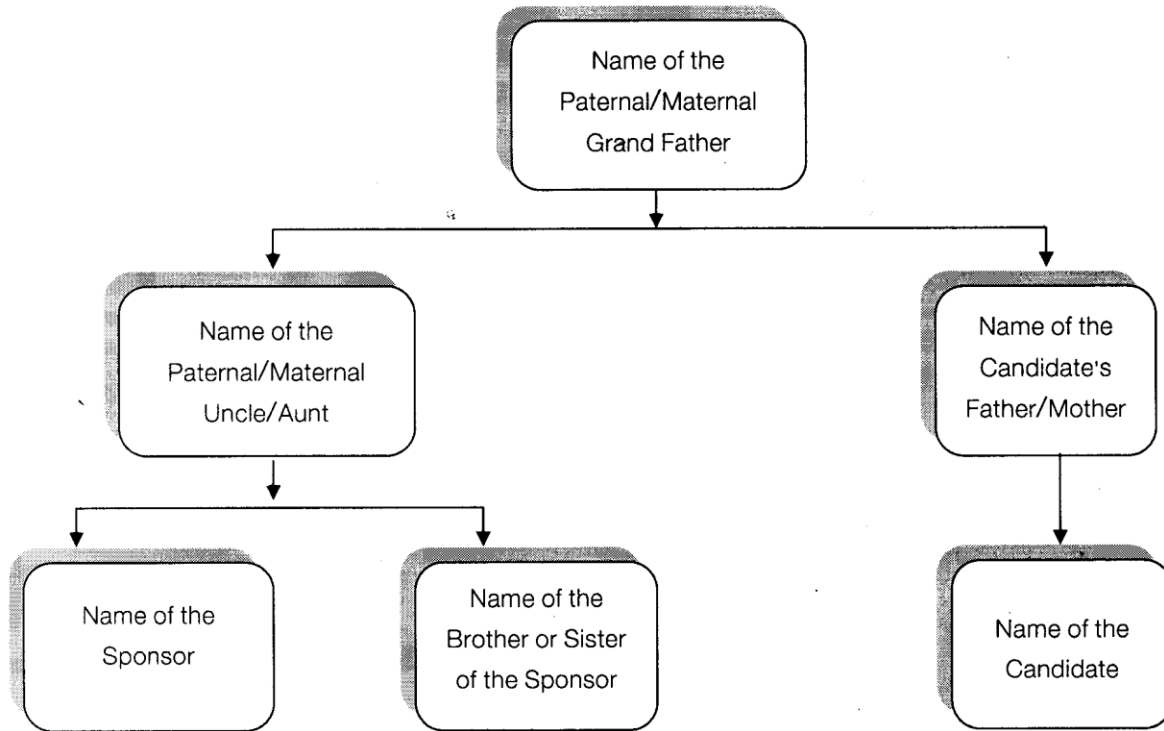 Name of the
Paternal/Maternal
Grand Father
Name of the
Paternal/Maternal
Uncle/Aunt
Name of the
Candidate's
Father/Mother
Name of the
Sponsor
Name of the
Brother or Sister
of the Sponsor
Name of the
Candidate